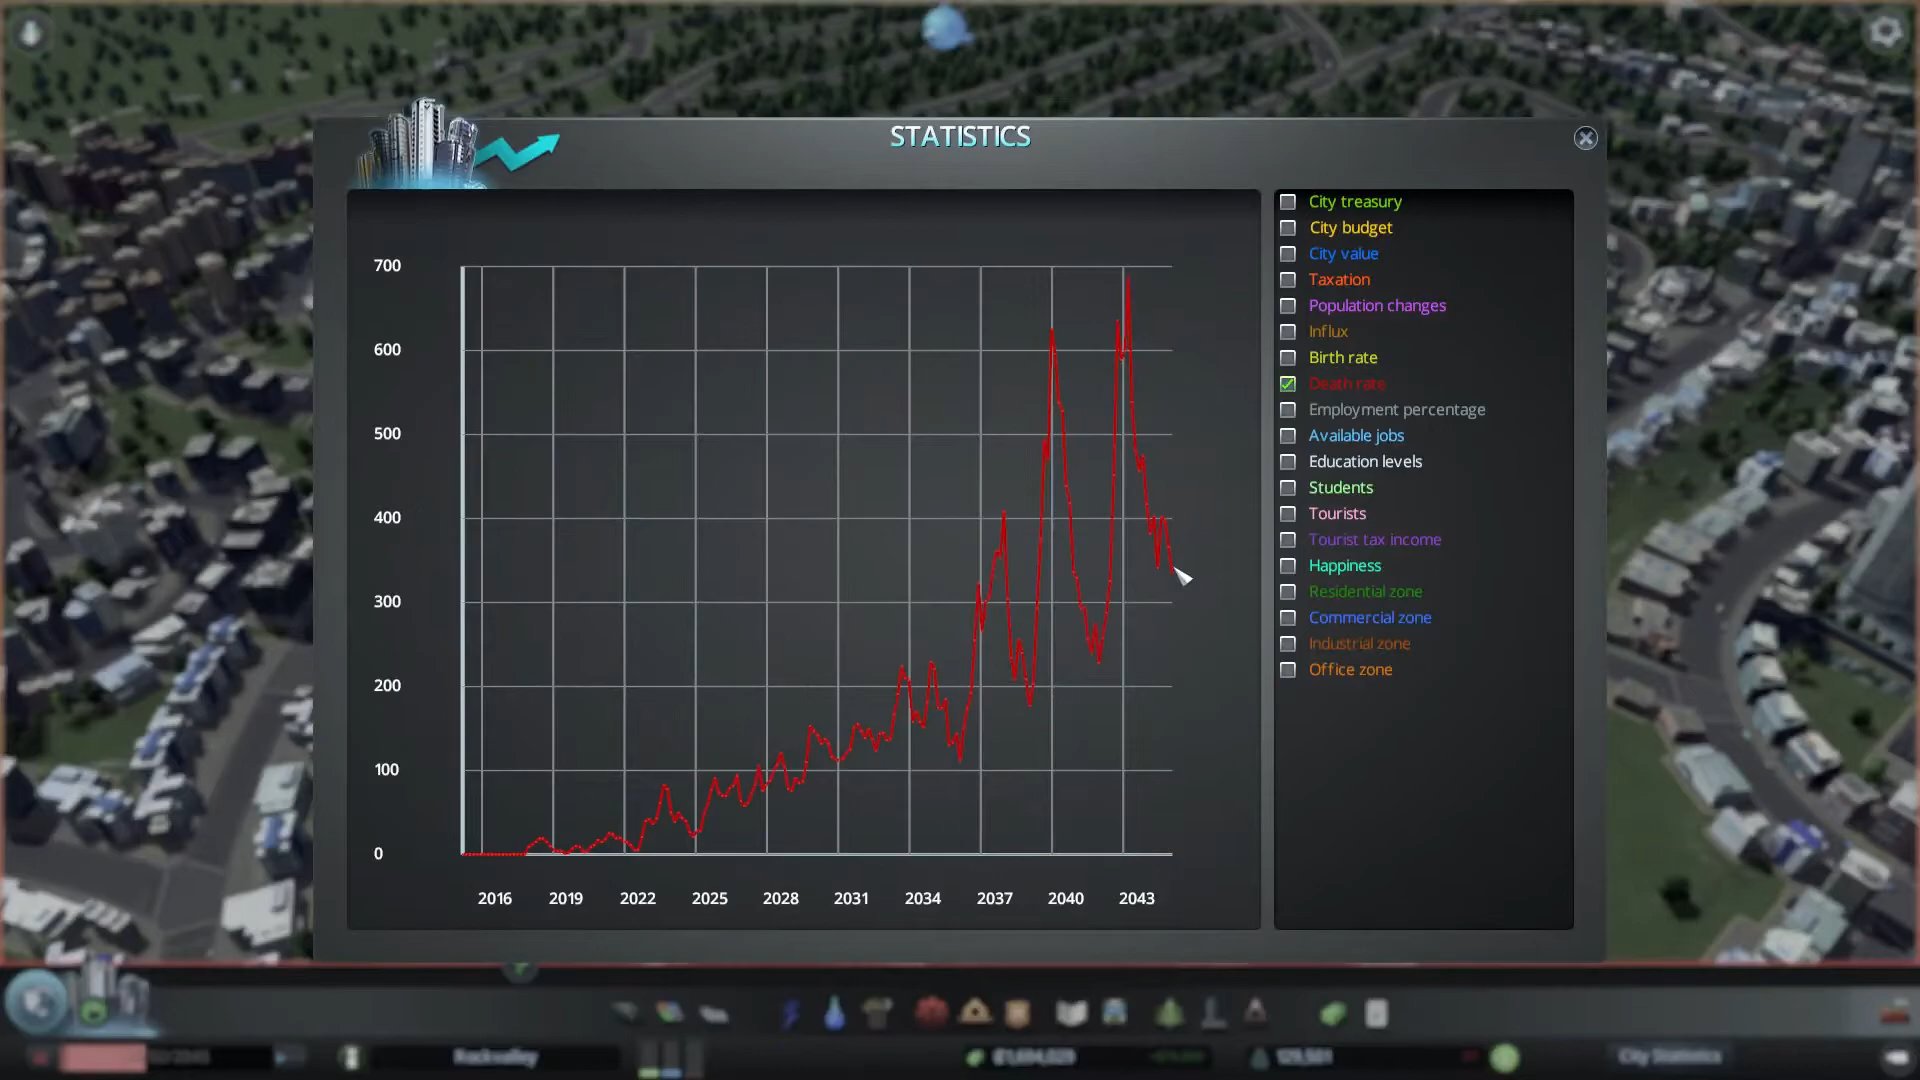 STATISTICS
700
600
500
400
300
200
100
0
2016 2019 2022 2025 2028 2031 2034 2037 2040 2043
City treasury
City budget
City value
Taxation
Population changes
Influx
Birth rate
Death rate
Employment percentage
Available jobs
Education levels
Students
Tourists
Tourist tax income
Happiness
Residential zone
Commercial zone
Industrial zone
Office zone
City Statistics